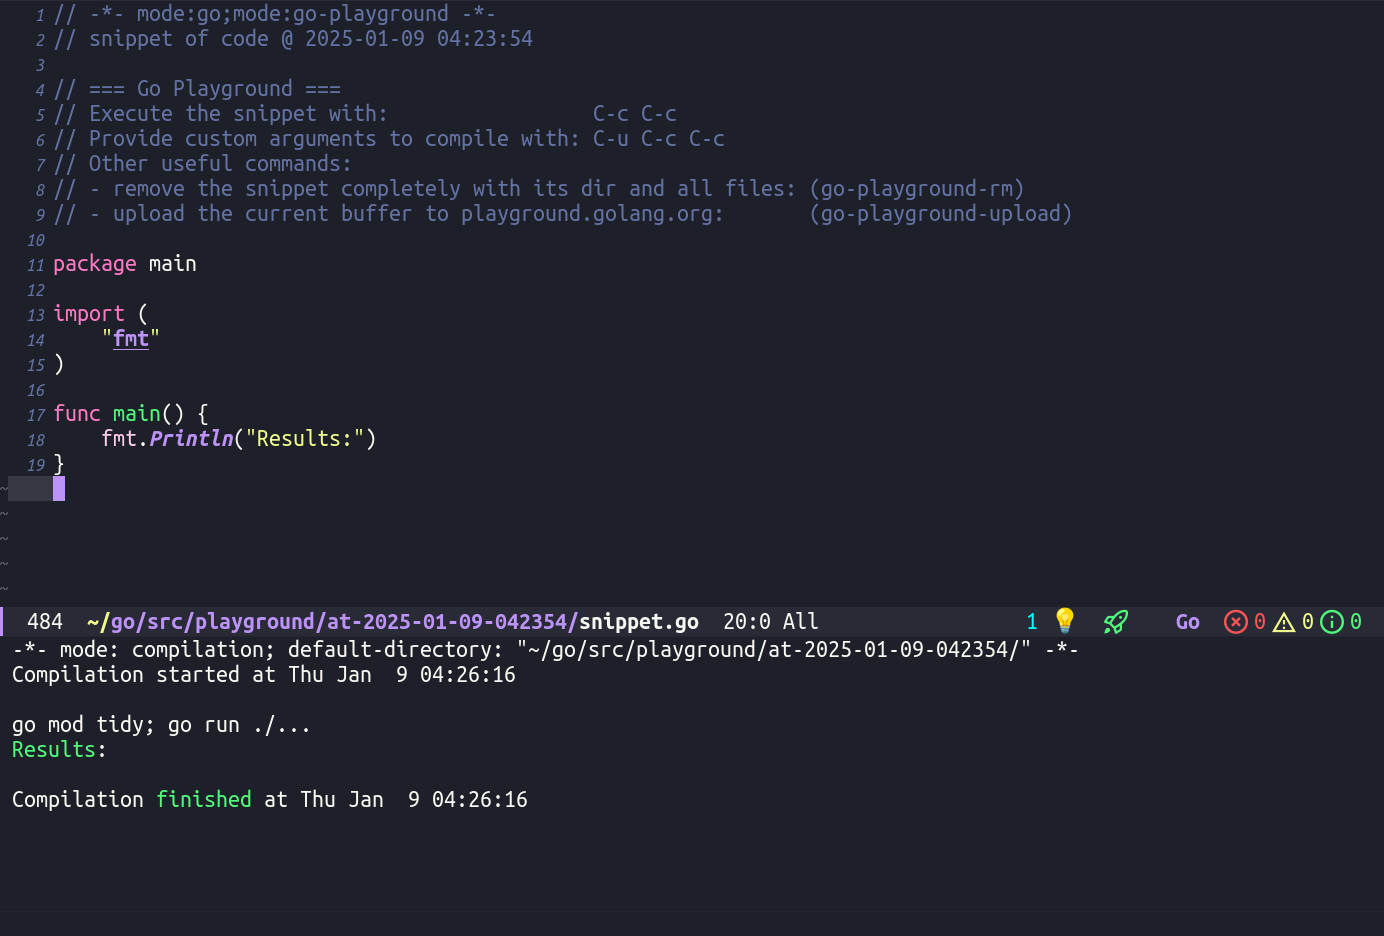 1 // -*- mode:go;mode:go-playground -*-
2 // snippet of code @ 2025-01-09 04:23:54
3
4 // === Go Playground ===
5 // Execute the snippet with:                 C-c C-c
6 // Provide custom arguments to compile with: C-u C-c C-c
7 // Other useful commands:
8 // - remove the snippet completely with its dir and all files: (go-playground-rm)
9 // - upload the current buffer to playground.golang.org:       (go-playground-upload)
10
11 package main
12
13 import (
14     "fmt"
15 )
16
17 func main() {
18     fmt.Println("Results:")
19 }
~
~
~
~
~
484  ~/go/src/playground/at-2025-01-09-042354/snippet.go  20:0 All  1  Go  0  0  0
-*- mode: compilation; default-directory: "~/go/src/playground/at-2025-01-09-042354/" -*-
Compilation started at Thu Jan  9 04:26:16

go mod tidy; go run ./...
Results:

Compilation finished at Thu Jan  9 04:26:16